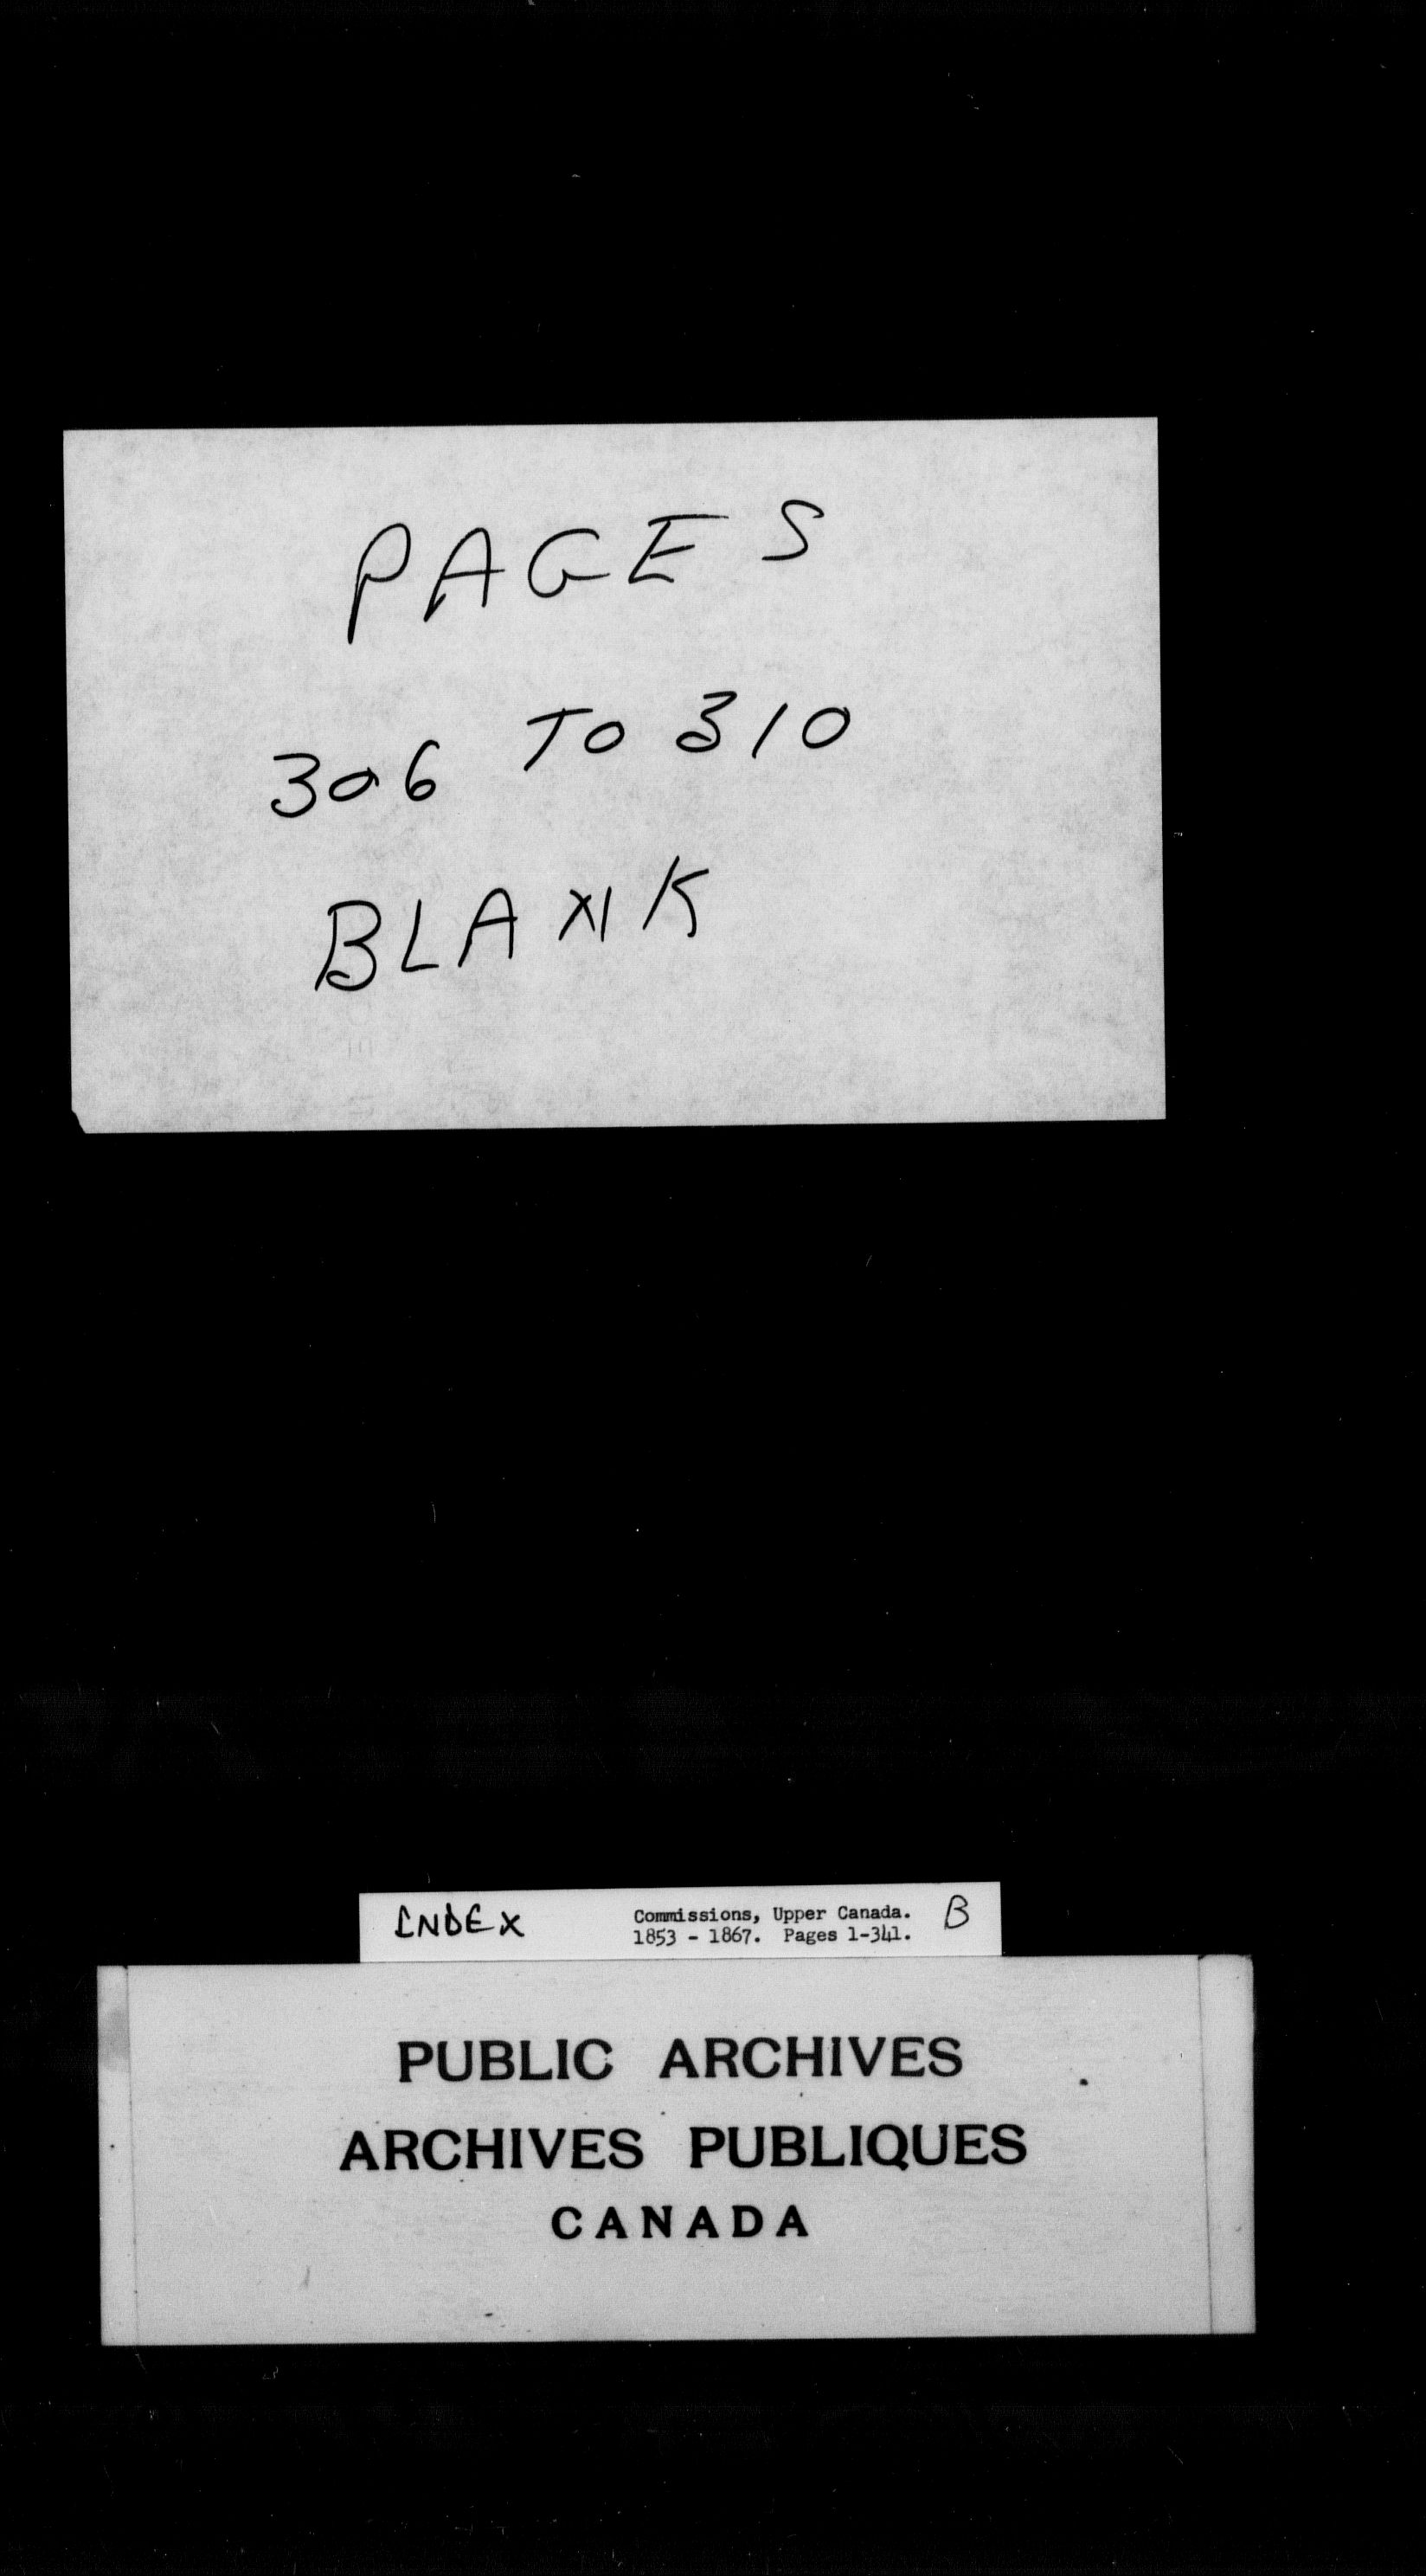 PAGES
306 TO 310
BLANK
INDEX
Commissions, Upper Canada.
1853 - 1867. Pages 1-341.
B
PUBLIC ARCHIVES
ARCHIVES PUBLIQUES
CANADA